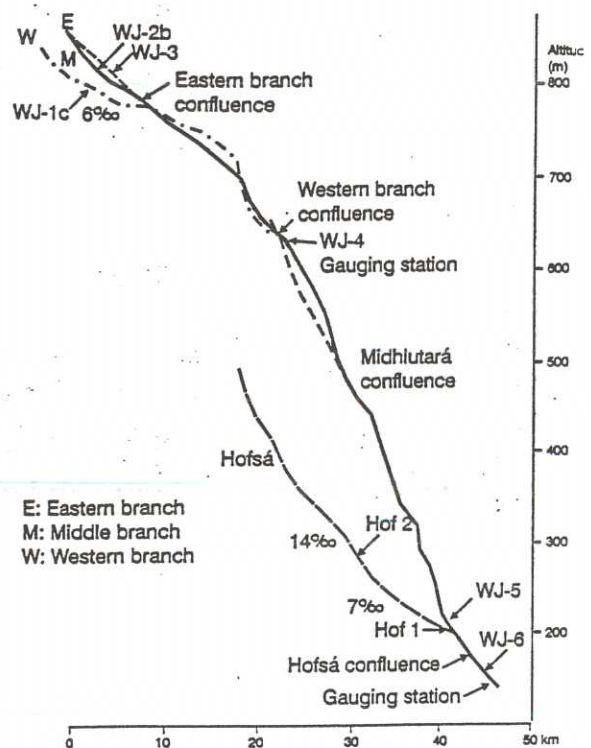 E
W
WJ-2b
M
WJ-3
Eastern branch
confluence
WJ-1c
6‰
Altituc
(m)
800
700
Western branch
confluence
WJ-4
Gauging station
600
Midhlutará
confluence
500
400
Hofsá
E: Eastern branch
M: Middle branch
W: Western branch
Hof 2
14‰
300
7‰
WJ-5
Hof 1
200
WJ-6
Hofsá confluence
Gauging station
0
10
20
30
40
50 km